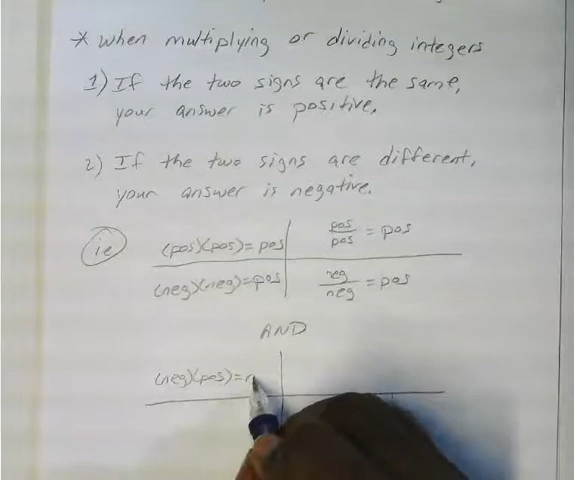 * When multiplying or dividing integers
1) If the two signs are the same,
your answer is positive.
2) If the two signs are different,
your answer is negative.
ie
(pos)(pos)=pos
pos/pos = pos
(neg)(neg)=pos
neg/neg = pos
AND
(neg)(pos)=n